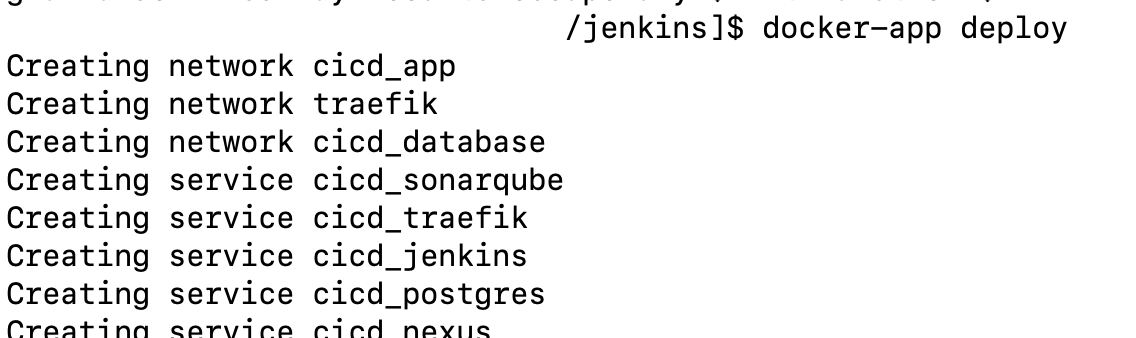 /jenkins]$ docker-app deploy
Creating network cicd_app
Creating network traefik
Creating network cicd_database
Creating service cicd_sonarqube
Creating service cicd_traefik
Creating service cicd_jenkins
Creating service cicd_postgres
Creating service cicd_nexus